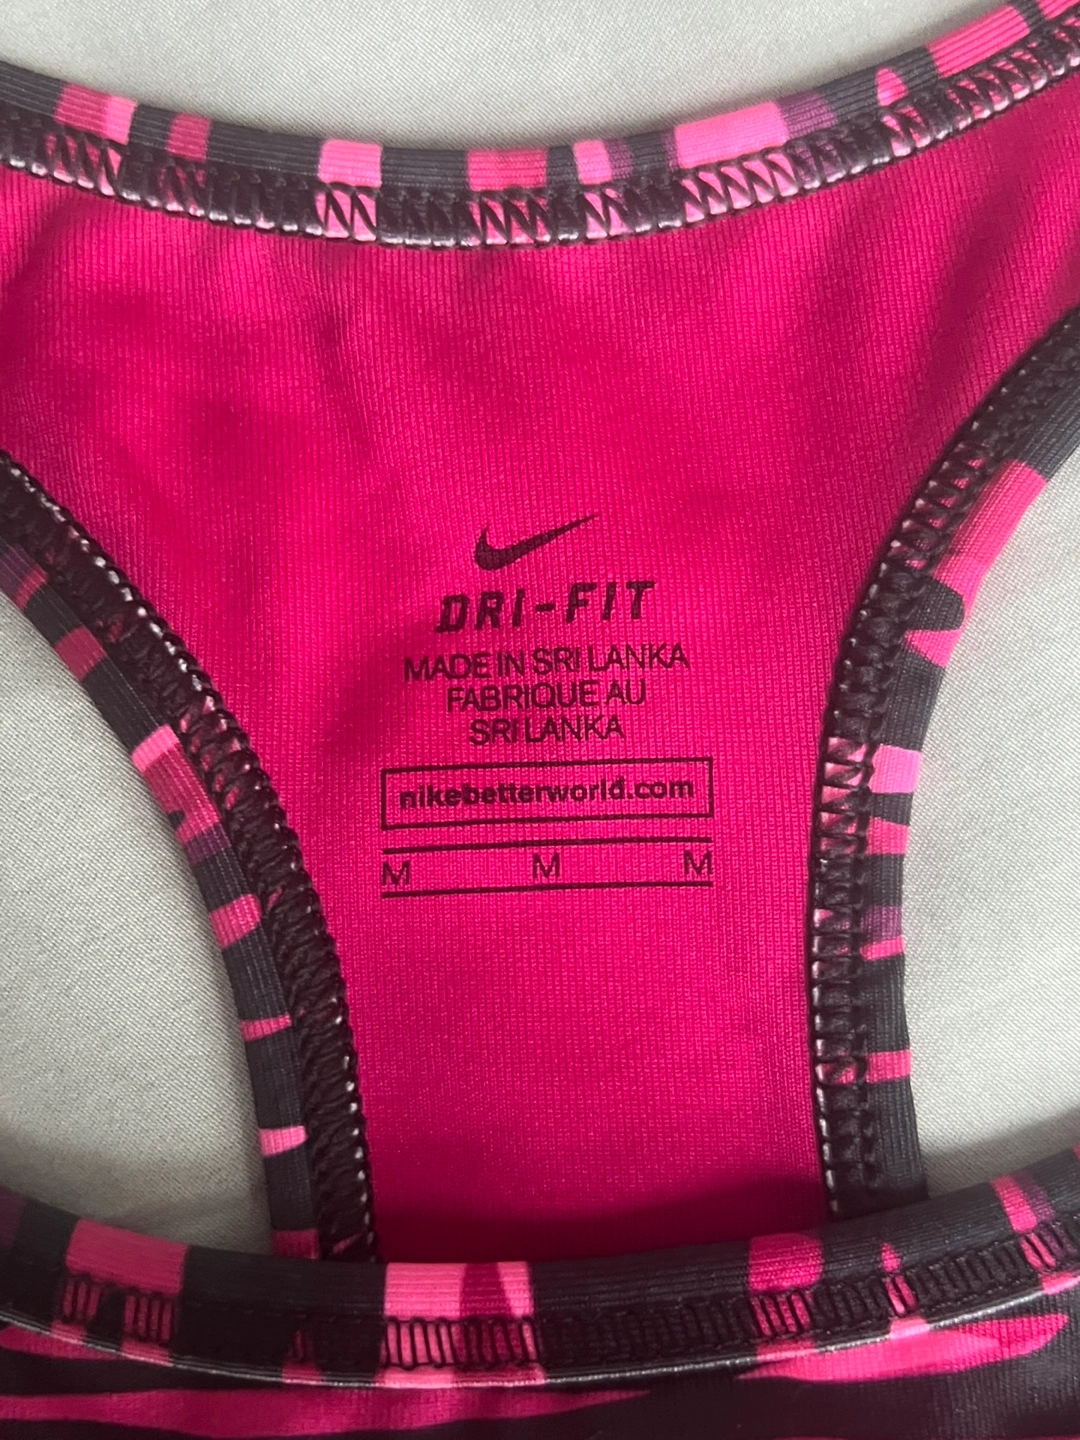 DRI-FIT
MADE IN SRI LANKA
FABRIQUE AU
SRI LANKA
nikebetterworld.com
M M M